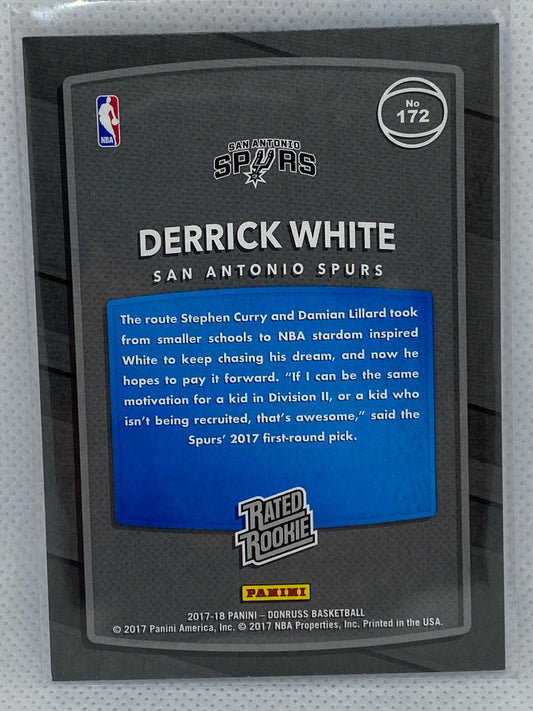 NBA
No
172
SAN ANTONIO
SPURS
DERRICK WHITE
SAN ANTONIO SPURS
The route Stephen Curry and Damian Lillard took
from smaller schools to NBA stardom inspired
White to keep chasing his dream, and now he
hopes to pay it forward. “If I can be the same
motivation for a kid in Division II, or a kid who
isn’t being recruited, that’s awesome,” said the
Spurs’ 2017 first-round pick.
RATED
ROOKIE
PANINI
2017-18 PANINI – DONRUSS BASKETBALL
© 2017 Panini America, Inc. © 2017 NBA Properties, Inc. Printed in the USA.